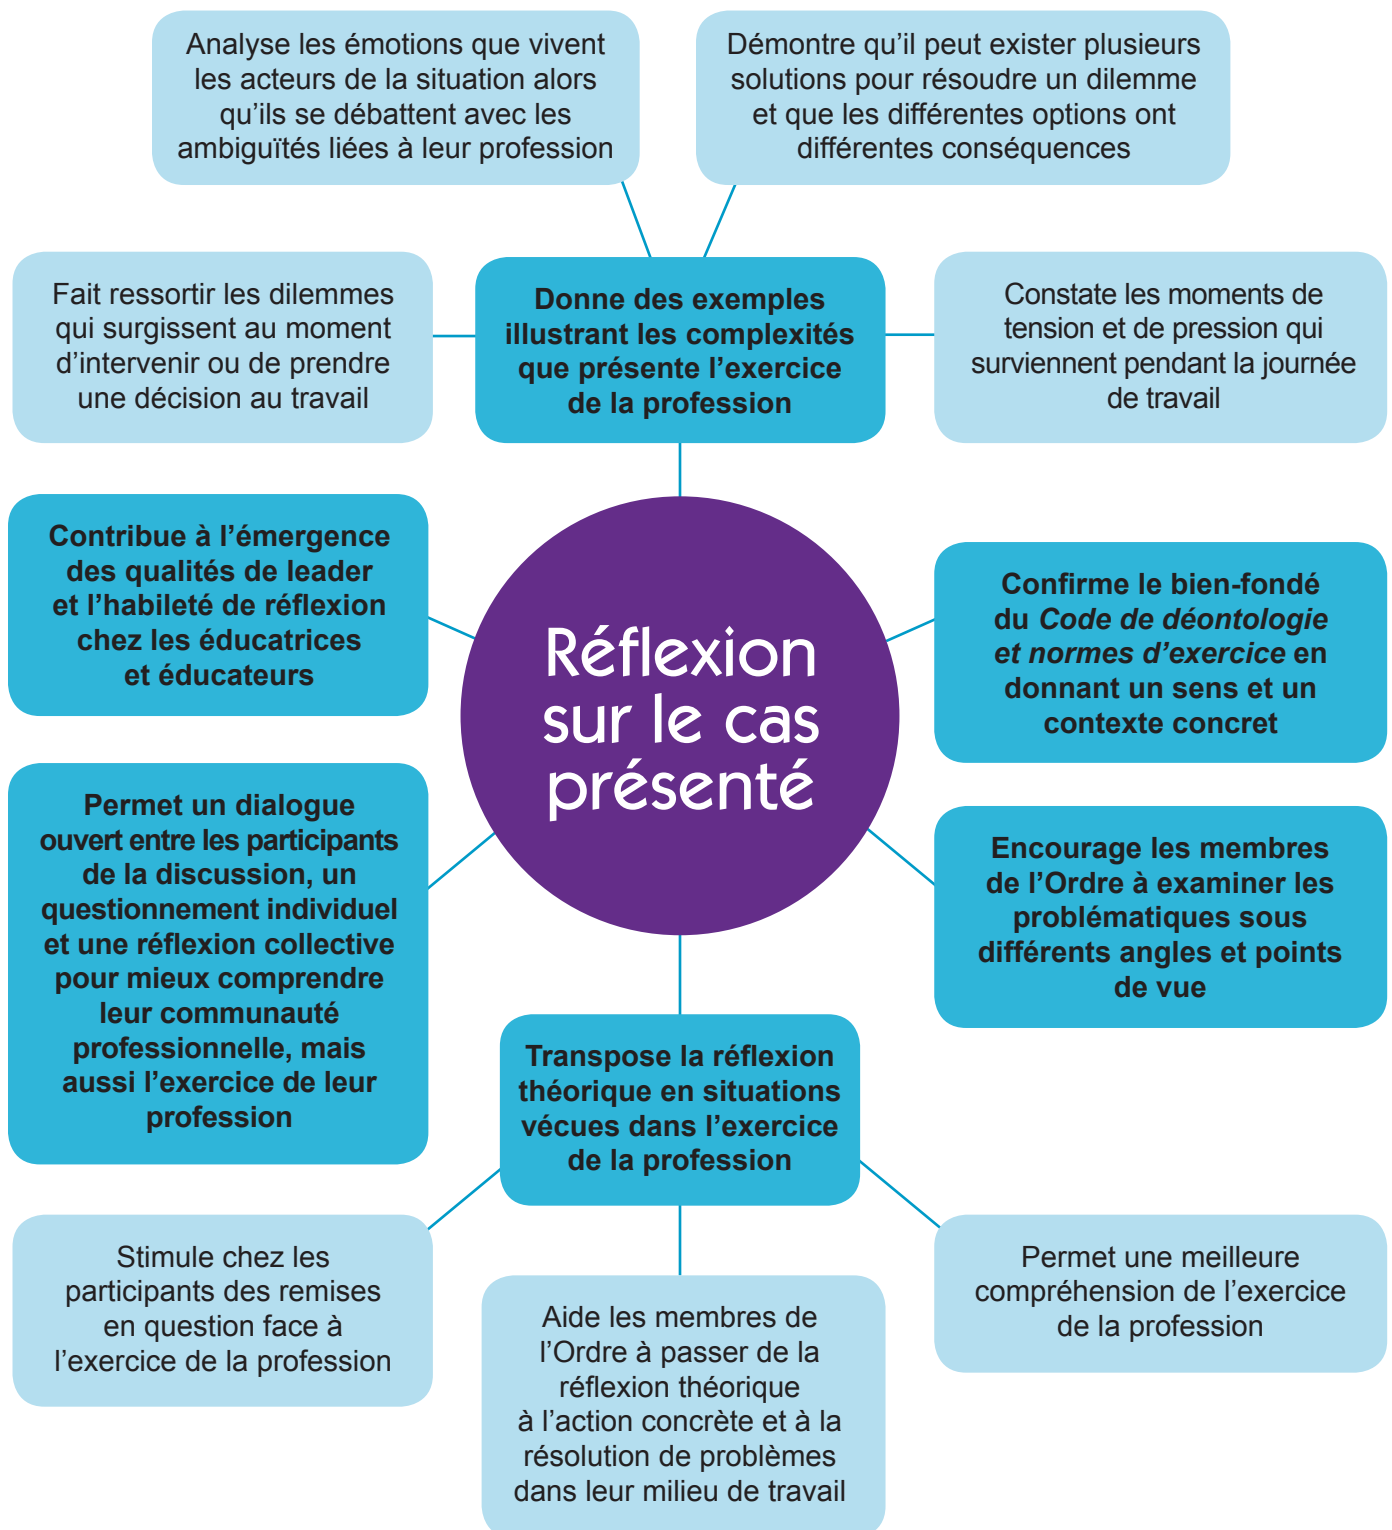 Analyse les émotions que vivent
les acteurs de la situation alors
qu’ils se débattent avec les
ambiguïtés liées à leur profession
Démontre qu’il peut exister plusieurs
solutions pour résoudre un dilemme
et que les différentes options ont
différentes conséquences
Fait ressortir les dilemmes
qui surgissent au moment
d’intervenir ou de prendre
une décision au travail
Donne des exemples
illustrant les complexités
que présente l’exercice
de la profession
Constate les moments de
tension et de pression qui
surviennent pendant la journée
de travail
Contribue à l’émergence
des qualités de leader
et l’habileté de réflexion
chez les éducatrices
et éducateurs
Réflexion
sur le cas
présenté
Confirme le bien-fondé
du Code de déontologie
et normes d’exercice en
donnant un sens et un
contexte concret
Permet un dialogue
ouvert entre les participants
de la discussion, un
questionnement individuel
et une réflexion collective
pour mieux comprendre
leur communauté
professionnelle, mais
aussi l’exercice de leur
profession
Encourage les membres
de l’Ordre à examiner les
problématiques sous
différents angles et points
de vue
Transpose la réflexion
théorique en situations
vécues dans l’exercice
de la profession
Stimule chez les
participants des remises
en question face à
l’exercice de la profession
Aide les membres de
l’Ordre à passer de la
réflexion théorique
à l’action concrète et à la
résolution de problèmes
dans leur milieu de travail
Permet une meilleure
compréhension de l’exercice
de la profession